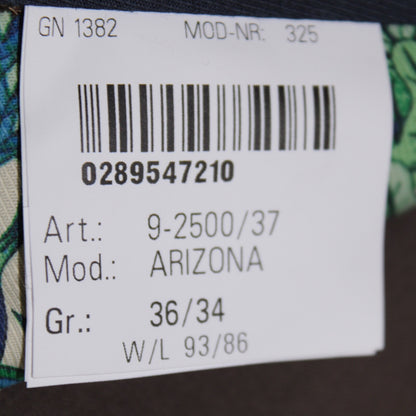 GN 1382 MOD-NR: 325
0289547210
Art.: 9-2500/37
Mod.: ARIZONA
Gr.: 36/34
W/L 93/86